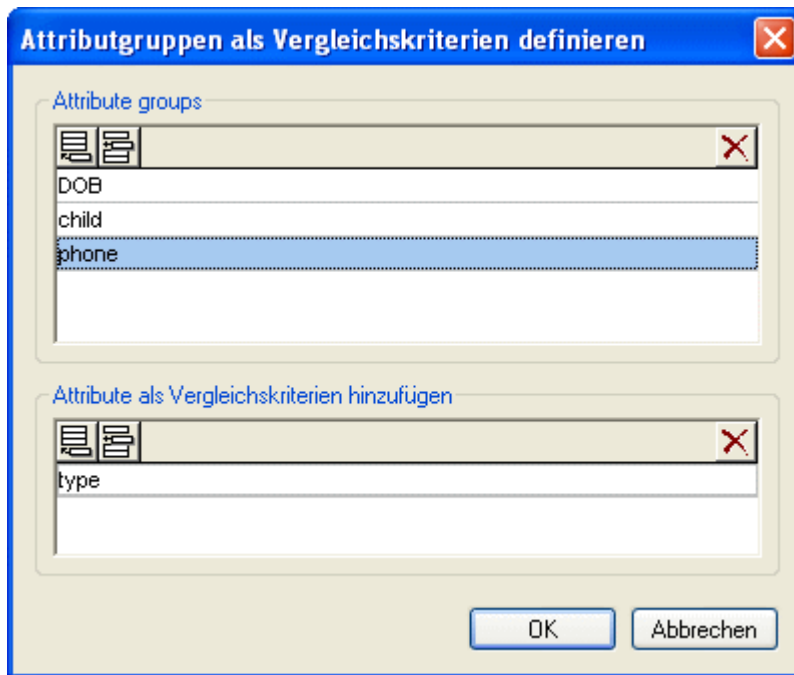 Attributgruppen als Vergleichskriterien definieren
Attribute groups
DOB
child
phone
Attribute als Vergleichskriterien hinzufügen
type
OK
Abbrechen